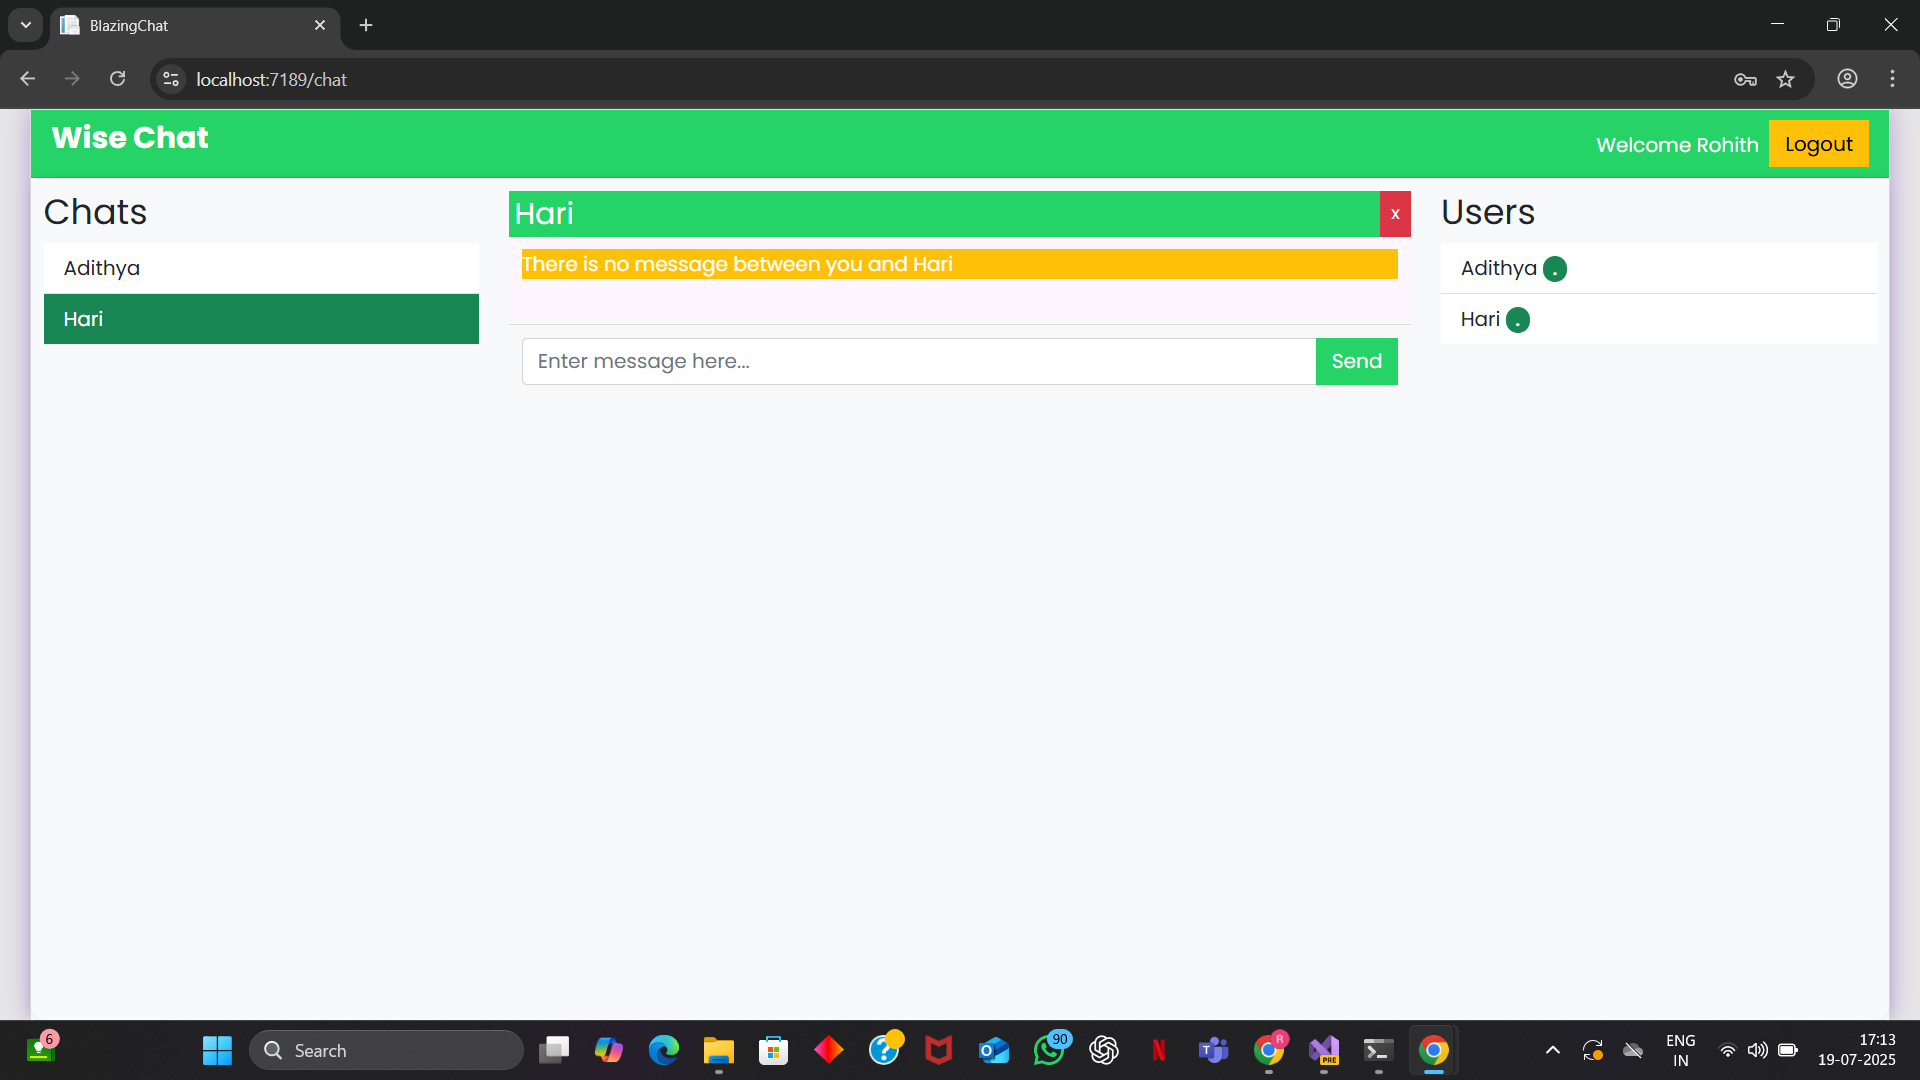 BlazingChat
localhost:7189/chat
Wise Chat
Welcome Rohith
Logout
Chats
Adithya
Hari
Hari
x
There is no message between you and Hari
Enter message here...
Send
Users
Adithya .
Hari .
6
Search
90
R
PRE
ENG
IN
17:13
19-07-2025